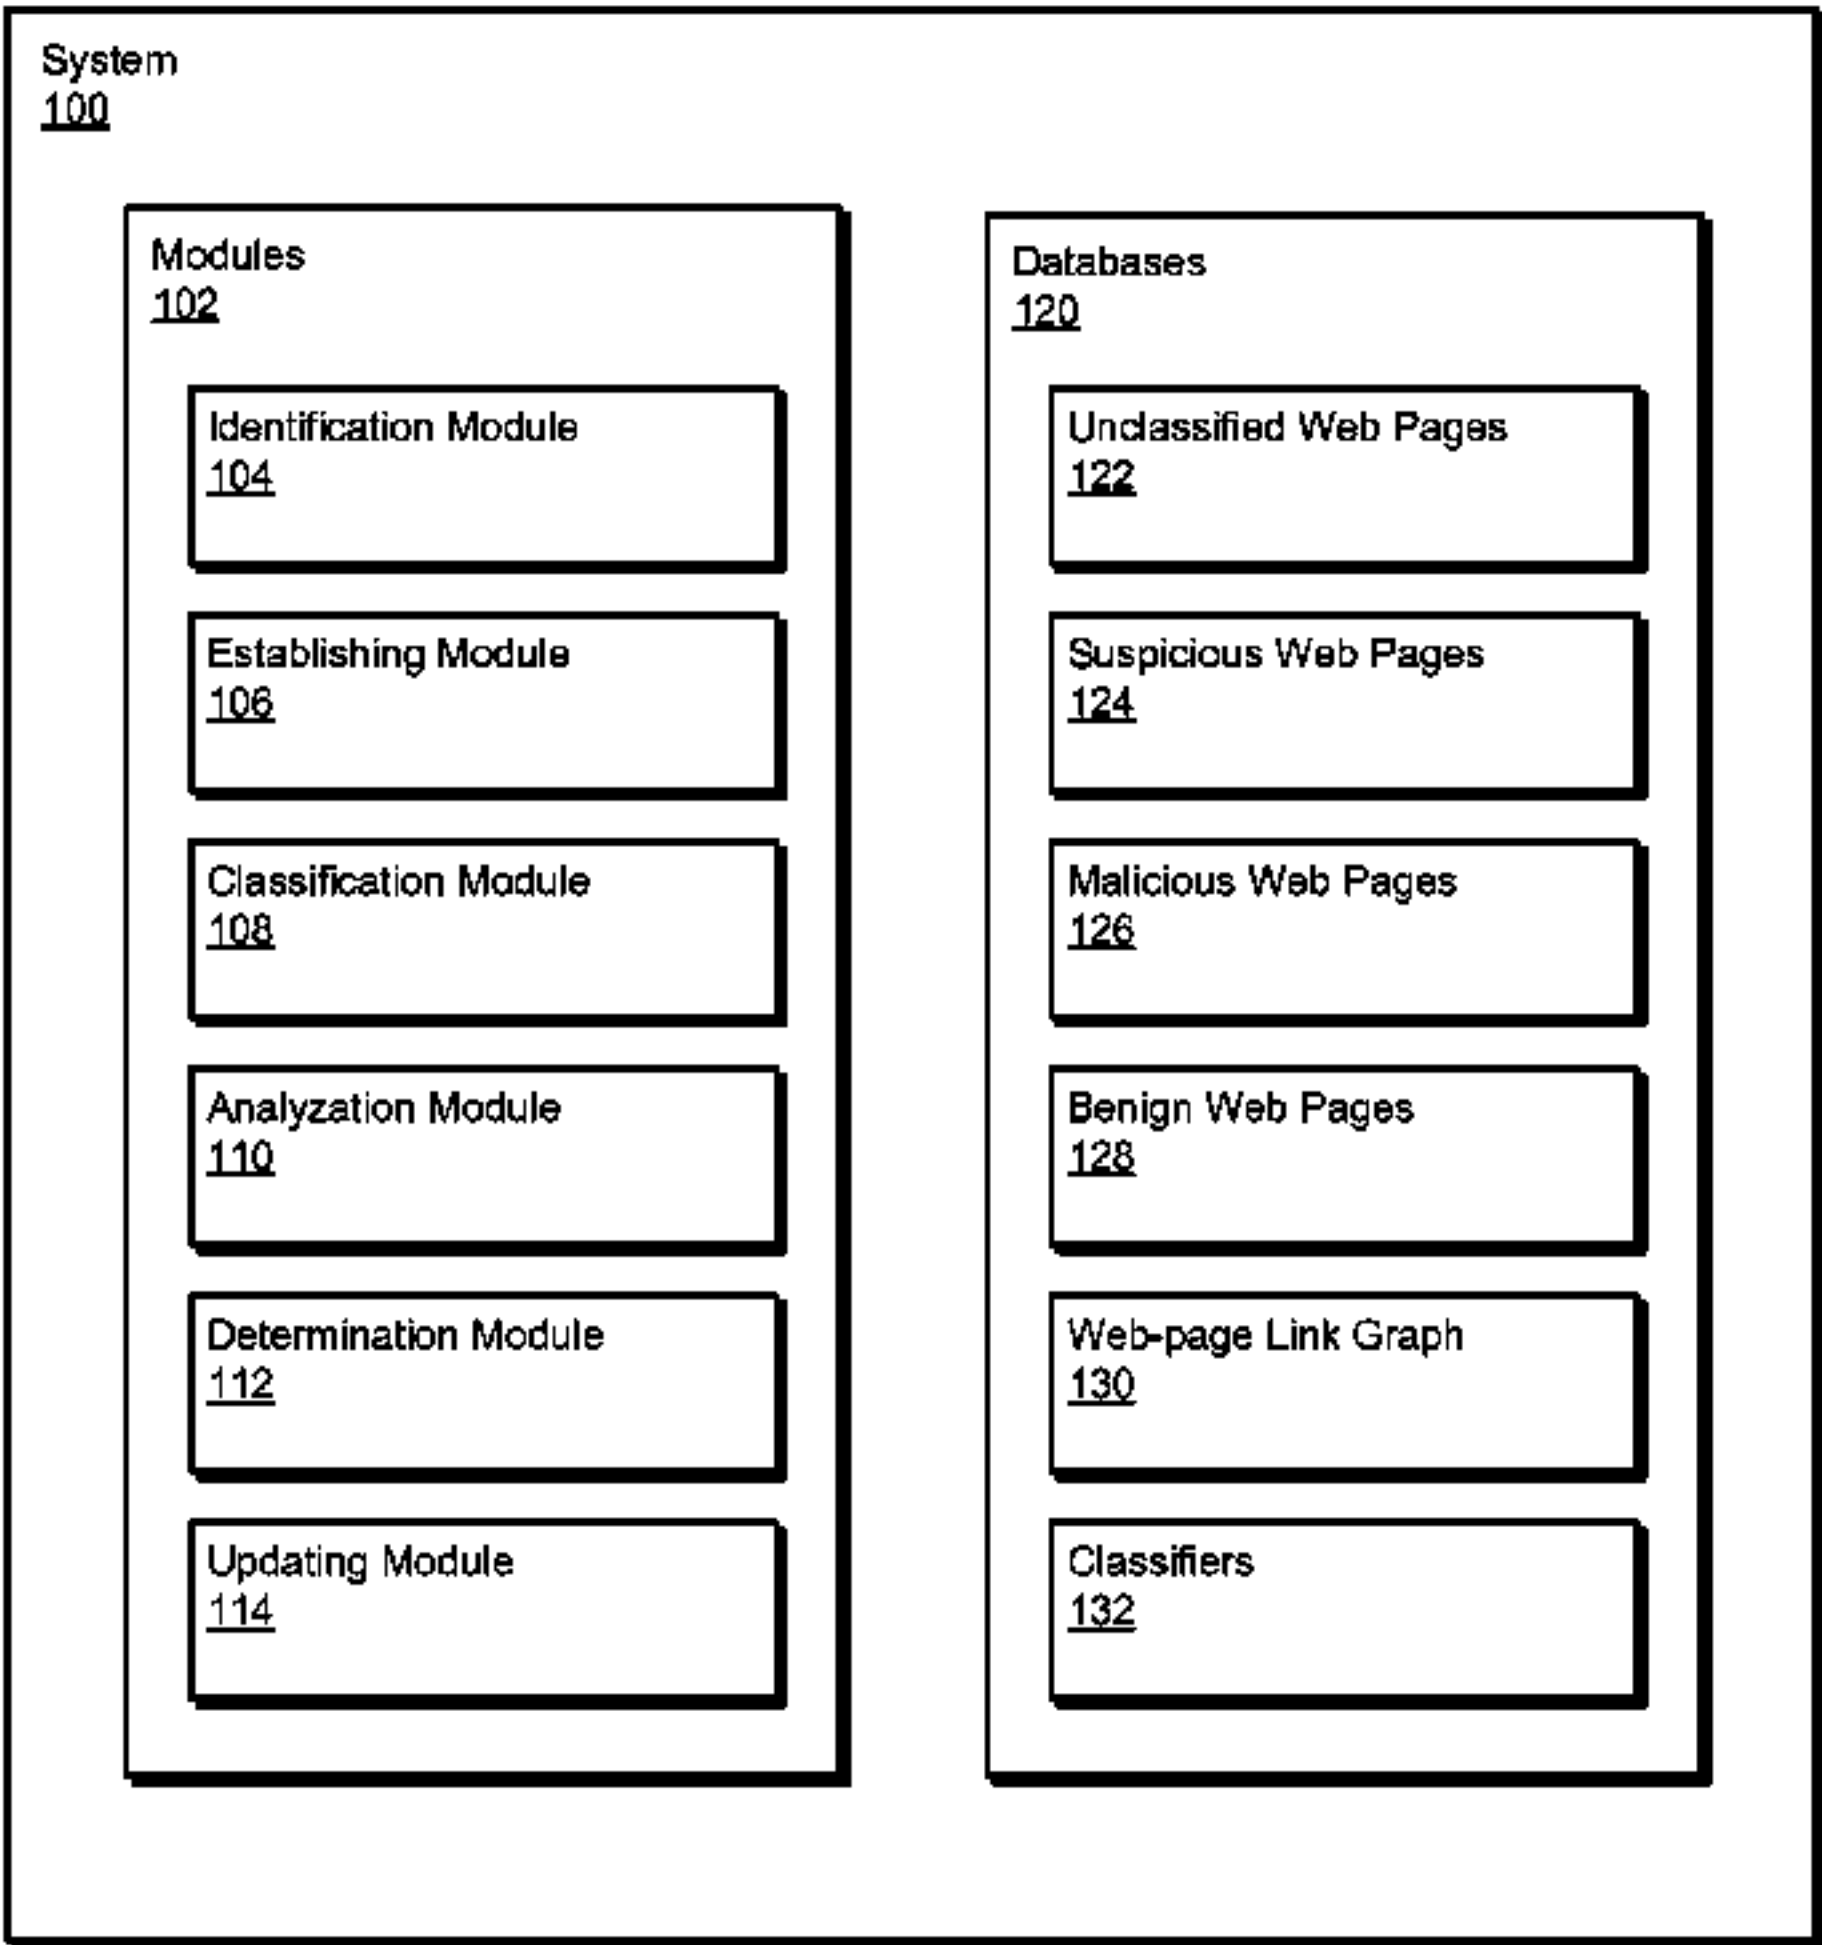 System
100
Modules
102
Identification Module
104
Establishing Module
106
Classification Module
108
Analyzation Module
110
Determination Module
112
Updating Module
114
Databases
120
Unclassified Web Pages
122
Suspicious Web Pages
124
Malicious Web Pages
126
Benign Web Pages
128
Web-page Link Graph
130
Classifiers
132